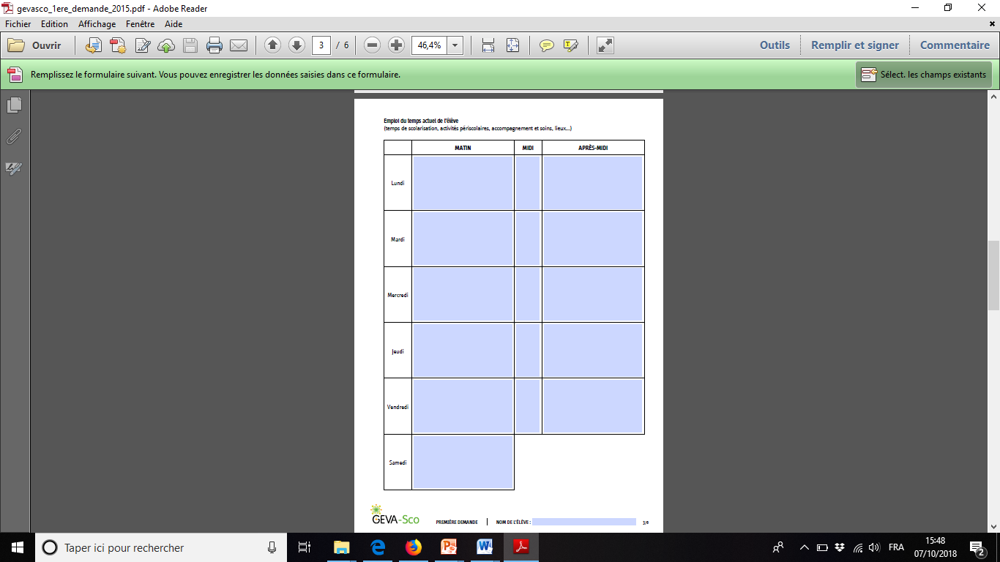 gevasco_1ere_demande_2015.pdf - Adobe Reader
Fichier Edition Affichage Fenêtre Aide
Ouvrir 3 / 6 46,4% Outils Remplir et signer Commentaire
Remplissez le formulaire suivant. Vous pouvez enregistrer les données saisies dans ce formulaire. Sélect. les champs existants
Emploi du temps actuel de l'élève
(temps de scolarisation, activités périscolaires, accompagnement et soins, lieux...)
MATIN MIDI APRÈS-MIDI
Lundi
Mardi
Mercredi
Jeudi
Vendredi
Samedi
GEVA-Sco PREMIÈRE DEMANDE NOM DE L'ÉLÈVE : 3/6
Taper ici pour rechercher FRA 15:48
07/10/2018 2